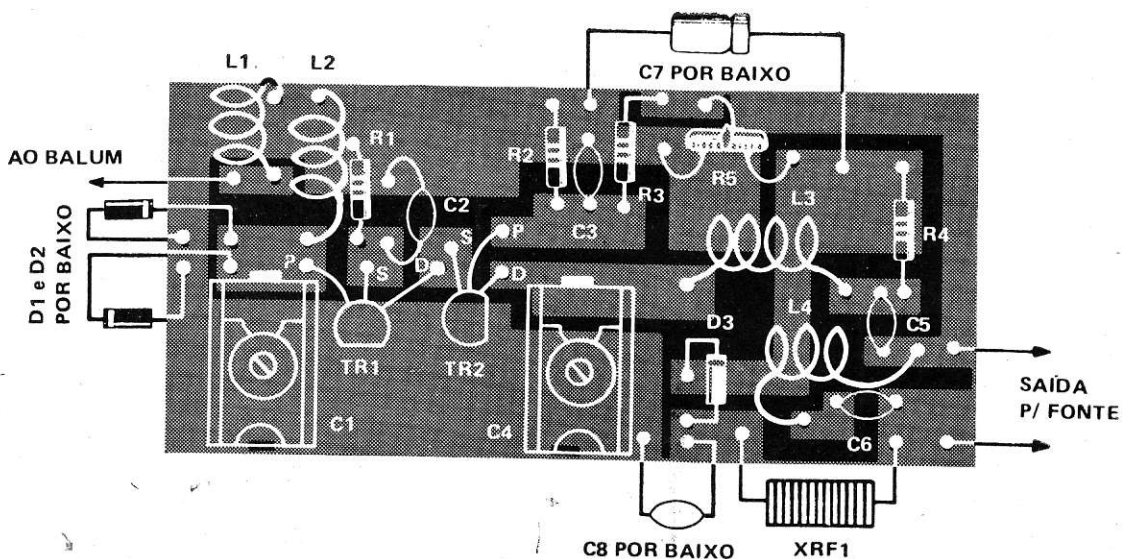 C7 POR BAIXO
L1
L2
R1
R2
R3
R5
AO BALUM
C2
C3
L3
R4
D1 e D2
POR BAIXO
P
S
D
S
P
D
TR1
TR2
D3
L4
C5
C1
C4
C6
SAÍDA
P/ FONTE
C8 POR BAIXO
XRF1